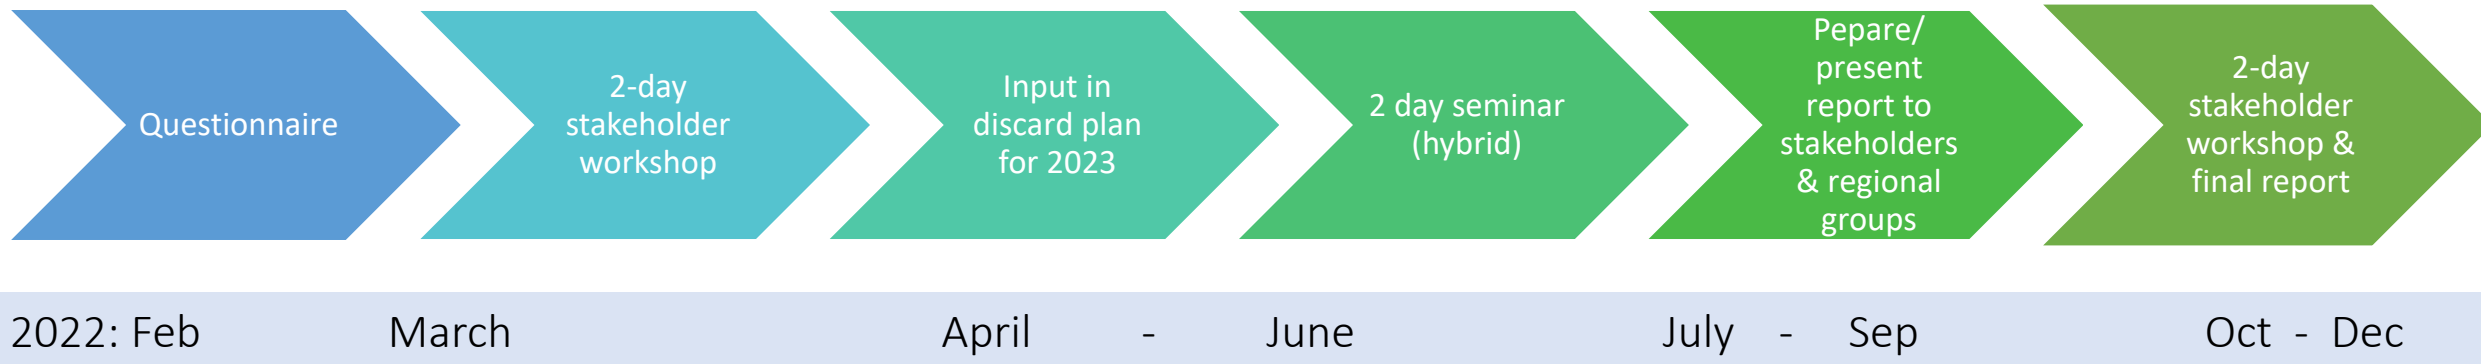 Questionnaire
2-day
stakeholder
workshop
Input in
discard plan
for 2023
2 day seminar
(hybrid)
Pepare/
present
report to
stakeholders
& regional
groups
2-day
stakeholder
workshop &
final report
2022: Feb March April - June July - Sep Oct - Dec